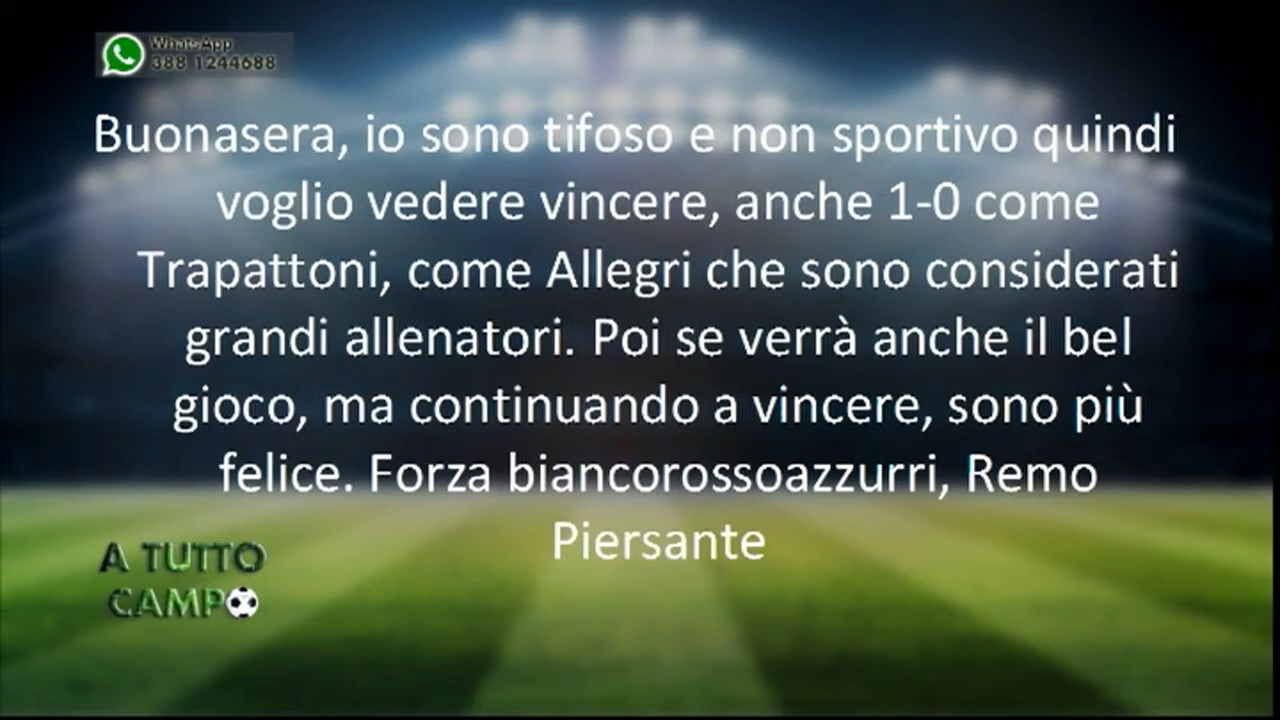 WhatsApp
388 1244688
Buonasera, io sono tifoso e non sportivo quindi
voglio vedere vincere, anche 1-0 come
Trapattoni, come Allegri che sono considerati
grandi allenatori. Poi se verrà anche il bel
gioco, ma continuando a vincere, sono più
felice. Forza biancorossoazzurri, Remo
Piersante
A TUTTO
CAMPO